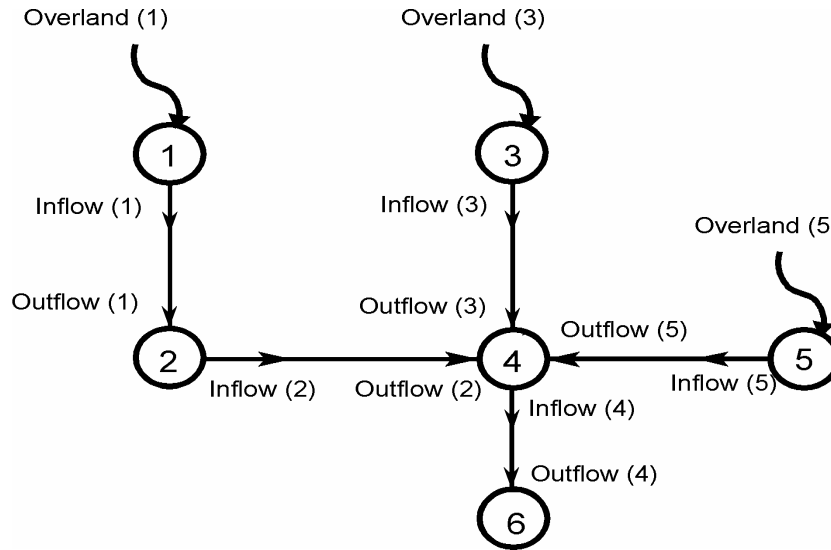 Overland (1)
Overland (3)
1
3
Inflow (1)
Inflow (3)
Overland (5
Outflow (1)
Outflow (3)
Outflow (5)
2
4
5
Inflow (2)
Outflow (2)
Inflow (5)
Inflow (4)
Outflow (4)
6